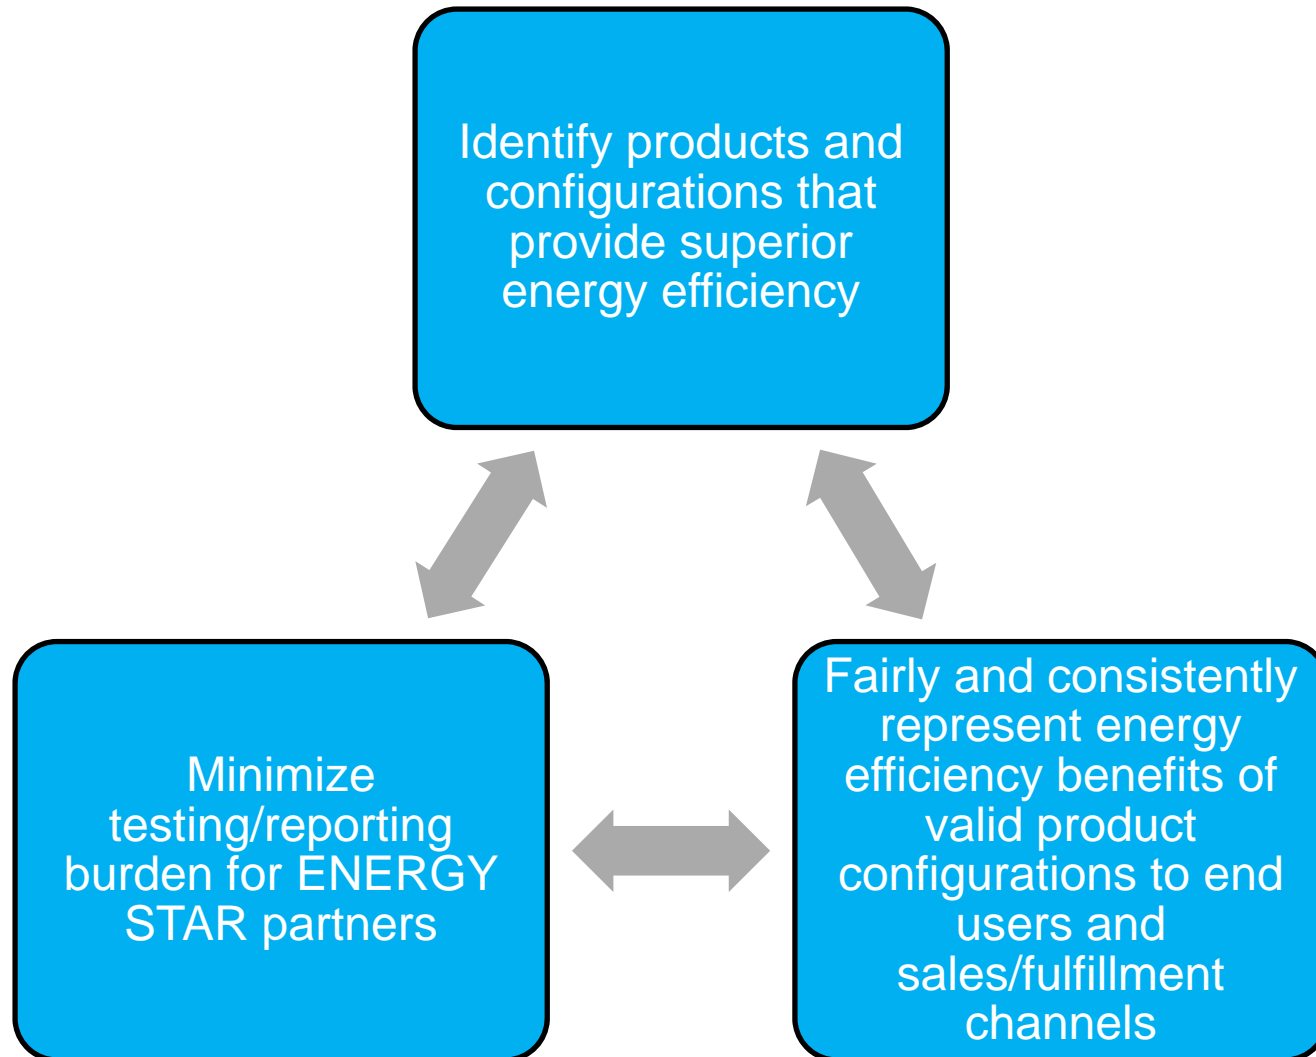 Identify products and
configurations that
provide superior
energy efficiency
Minimize
testing/reporting
burden for ENERGY
STAR partners
Fairly and consistently
represent energy
efficiency benefits of
valid product
configurations to end
users and
sales/fulfillment
channels